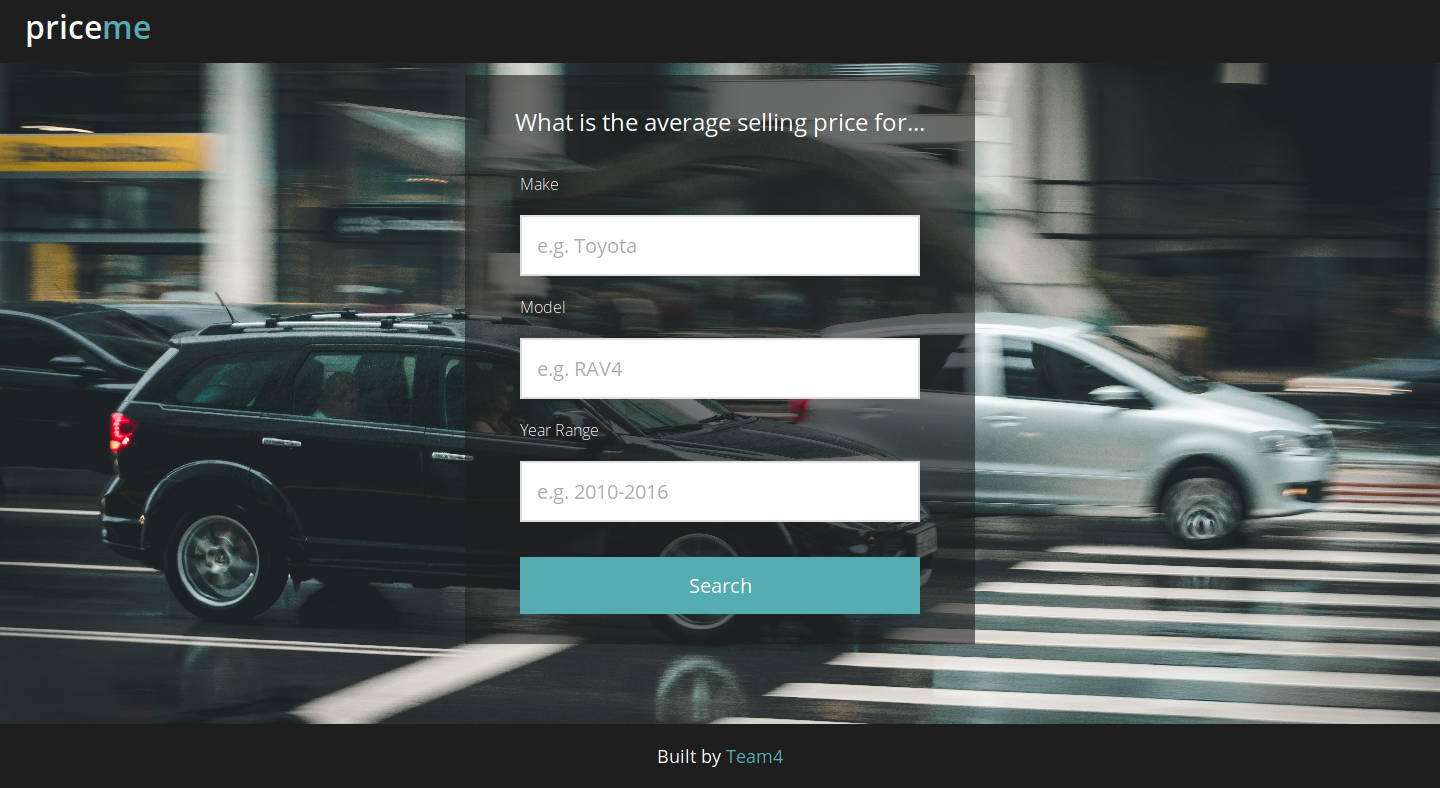 priceme
What is the average selling price for...
Make
e.g. Toyota
Model
e.g. RAV4
Year Range
e.g. 2010-2016
Search
Built by Team4